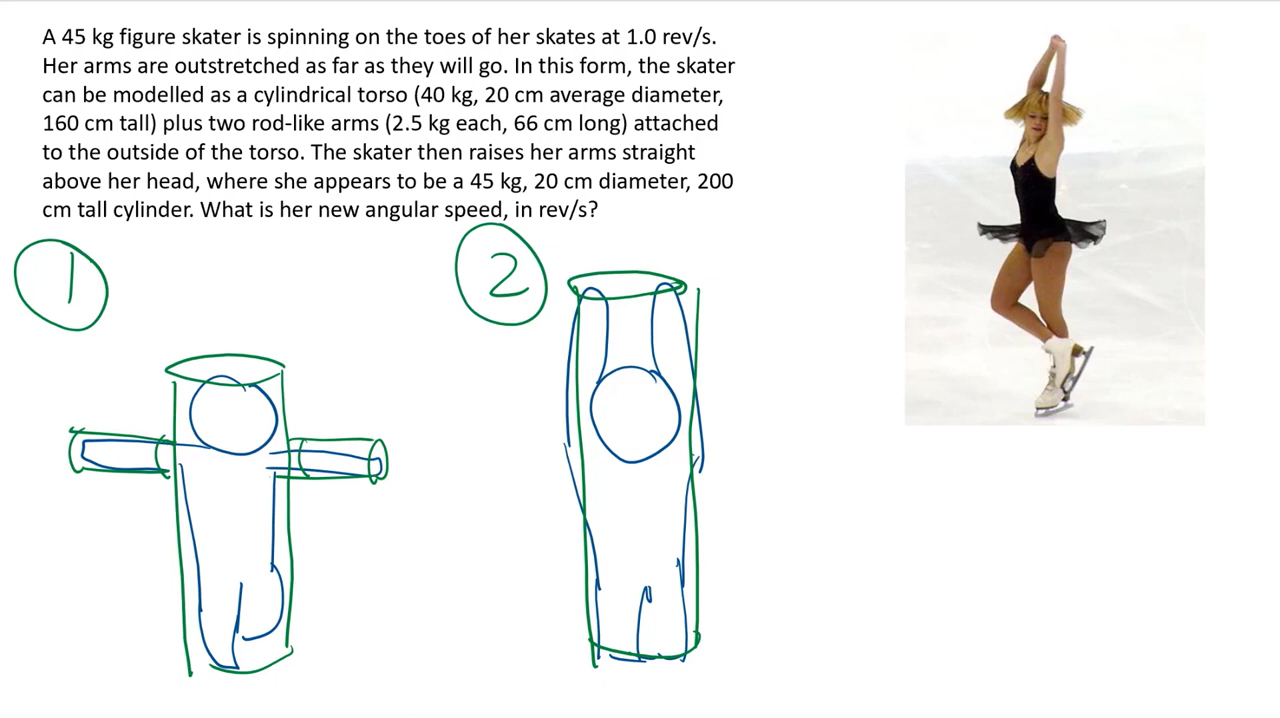 A 45 kg figure skater is spinning on the toes of her skates at 1.0 rev/s.
Her arms are outstretched as far as they will go. In this form, the skater
can be modelled as a cylindrical torso (40 kg, 20 cm average diameter,
160 cm tall) plus two rod-like arms (2.5 kg each, 66 cm long) attached
to the outside of the torso. The skater then raises her arms straight
above her head, where she appears to be a 45 kg, 20 cm diameter, 200
cm tall cylinder. What is her new angular speed, in rev/s?
1
2